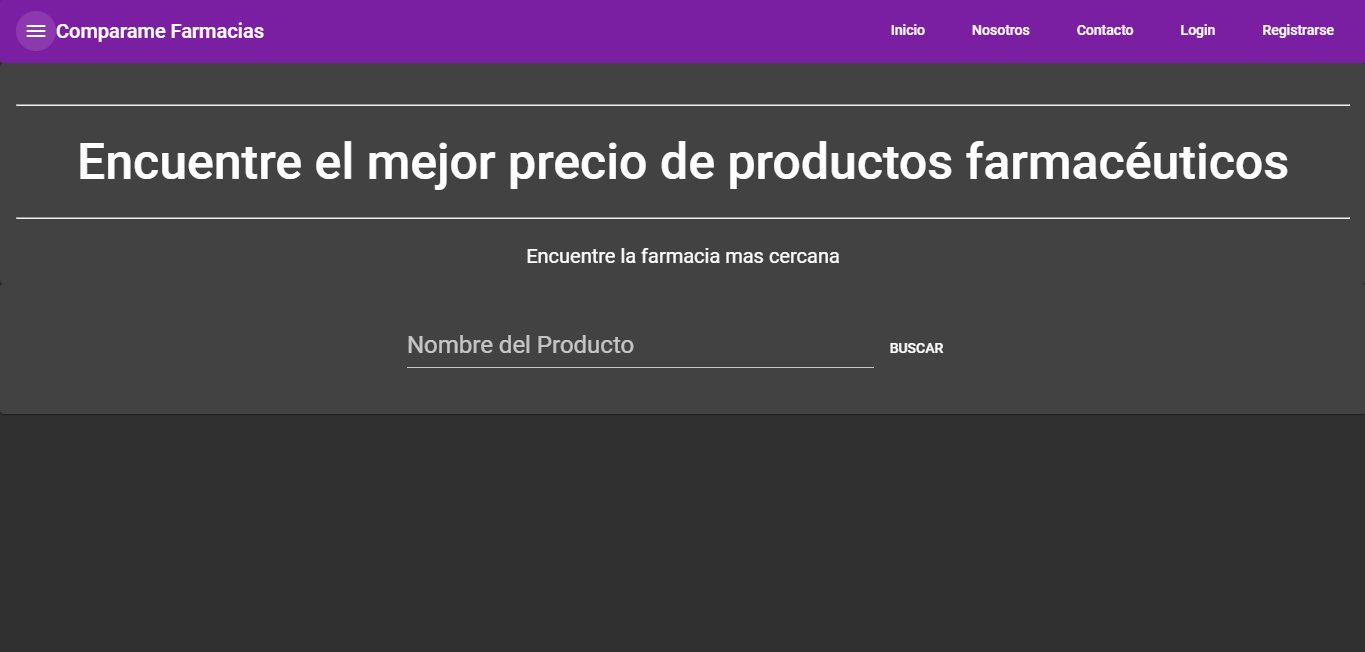 Comparame Farmacias
Inicio Nosotros Contacto Login Registrarse
Encuentre el mejor precio de productos farmacéuticos
Encuentre la farmacia mas cercana
Nombre del Producto
BUSCAR